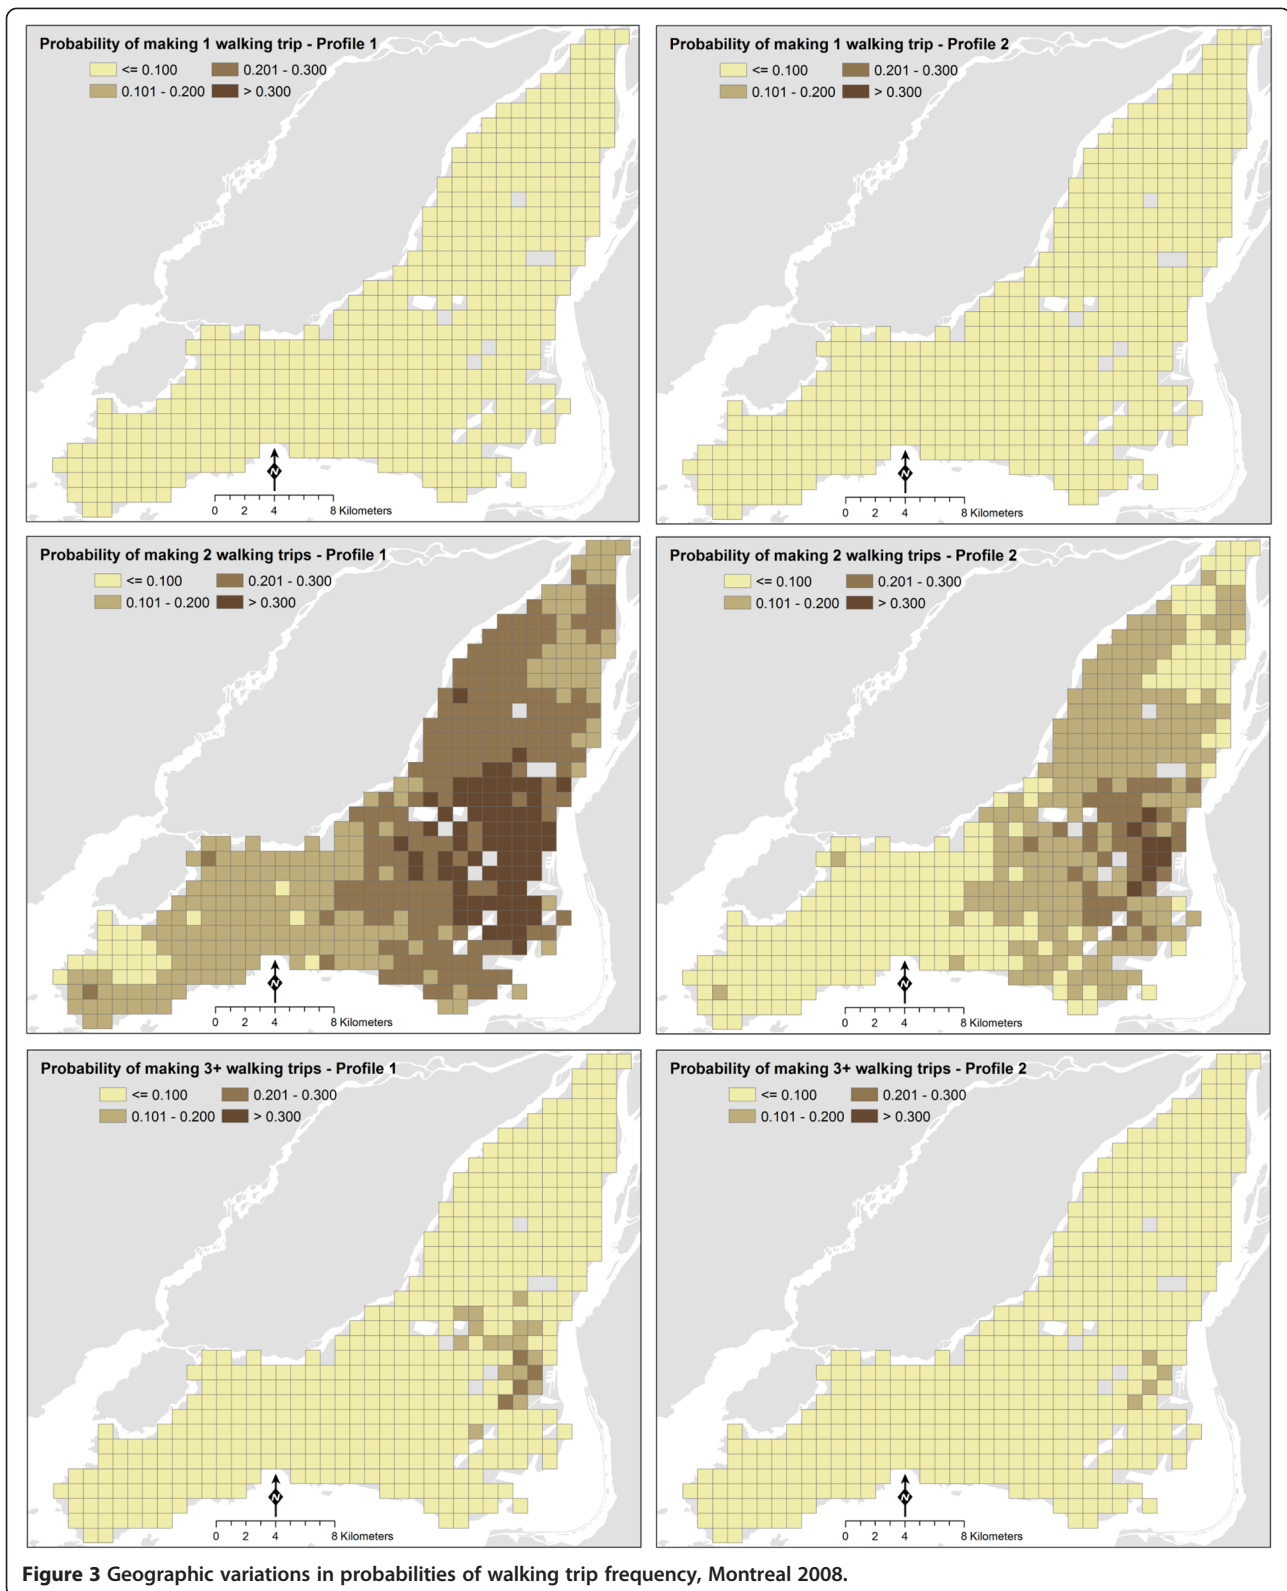 Probability of making 1 walking trip - Profile 1
<= 0.100 0.201 - 0.300
0.101 - 0.200 > 0.300
N
0 2 4 8 Kilometers
Probability of making 1 walking trip - Profile 2
<= 0.100 0.201 - 0.300
0.101 - 0.200 > 0.300
N
0 2 4 8 Kilometers
Probability of making 2 walking trips - Profile 1
<= 0.100 0.201 - 0.300
0.101 - 0.200 > 0.300
N
0 2 4 8 Kilometers
Probability of making 2 walking trips - Profile 2
<= 0.100 0.201 - 0.300
0.101 - 0.200 > 0.300
N
0 2 4 8 Kilometers
Probability of making 3+ walking trips - Profile 1
<= 0.100 0.201 - 0.300
0.101 - 0.200 > 0.300
N
0 2 4 8 Kilometers
Probability of making 3+ walking trips - Profile 2
<= 0.100 0.201 - 0.300
0.101 - 0.200 > 0.300
N
0 2 4 8 Kilometers
Figure 3 Geographic variations in probabilities of walking trip frequency, Montreal 2008.